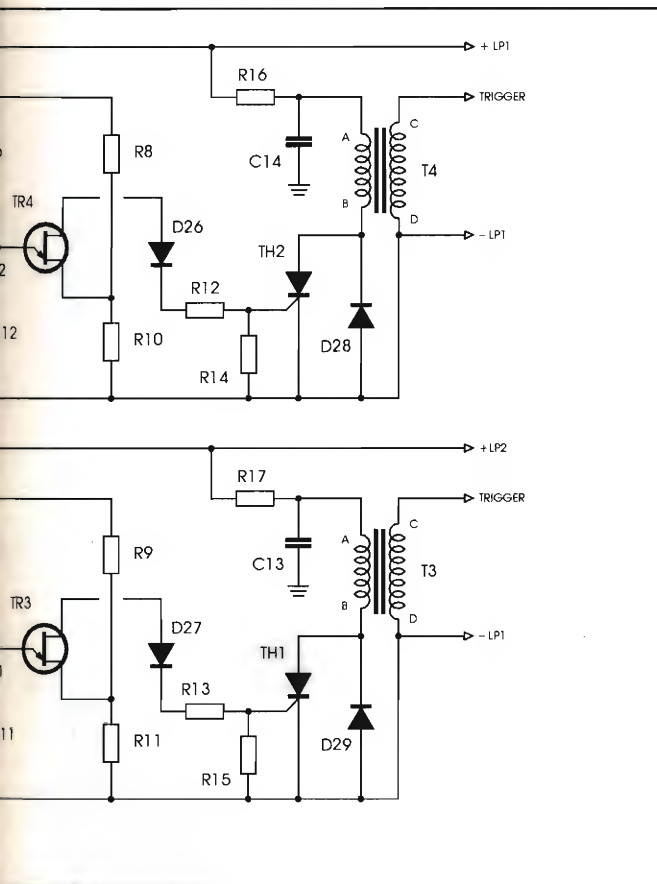 + LP1
R16
TRIGGER
C
A
R8
C14
T4
TR4
B
D
D26
- LP1
TH2
2
R12
12
R10
D28
R14
+ LP2
R17
TRIGGER
C
A
R9
C13
T3
TR3
B
D
D27
- LP1
TH1
R13
11
R11
D29
R15